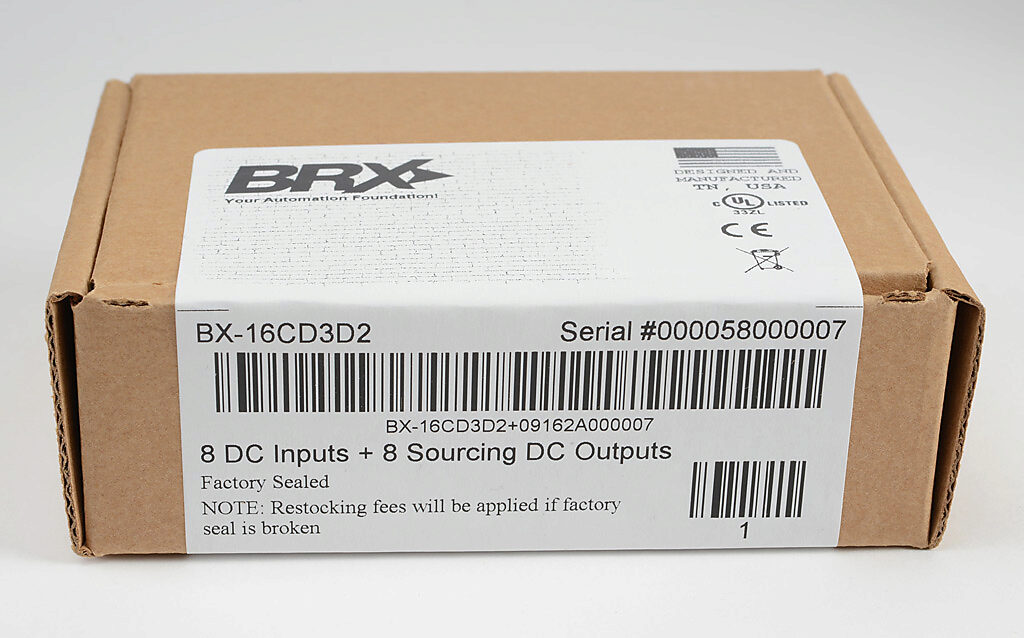 BRX
Your Automation Foundation!
DESIGNED AND
MANUFACTURED
TN, USA
C UL LISTED
33ZL
CE
BX-16CD3D2
Serial #000058000007
BX-16CD3D2+09162A000007
8 DC Inputs + 8 Sourcing DC Outputs
Factory Sealed
NOTE: Restocking fees will be applied if factory
seal is broken
1